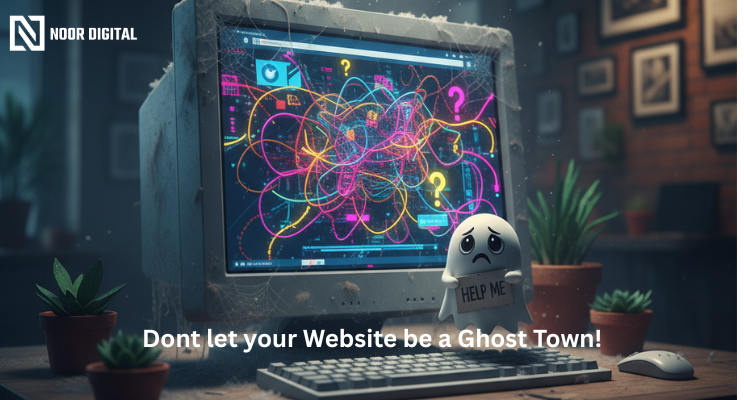 NOOR DIGITAL
?
?
?
HELP ME
Dont let your Website be a Ghost Town!